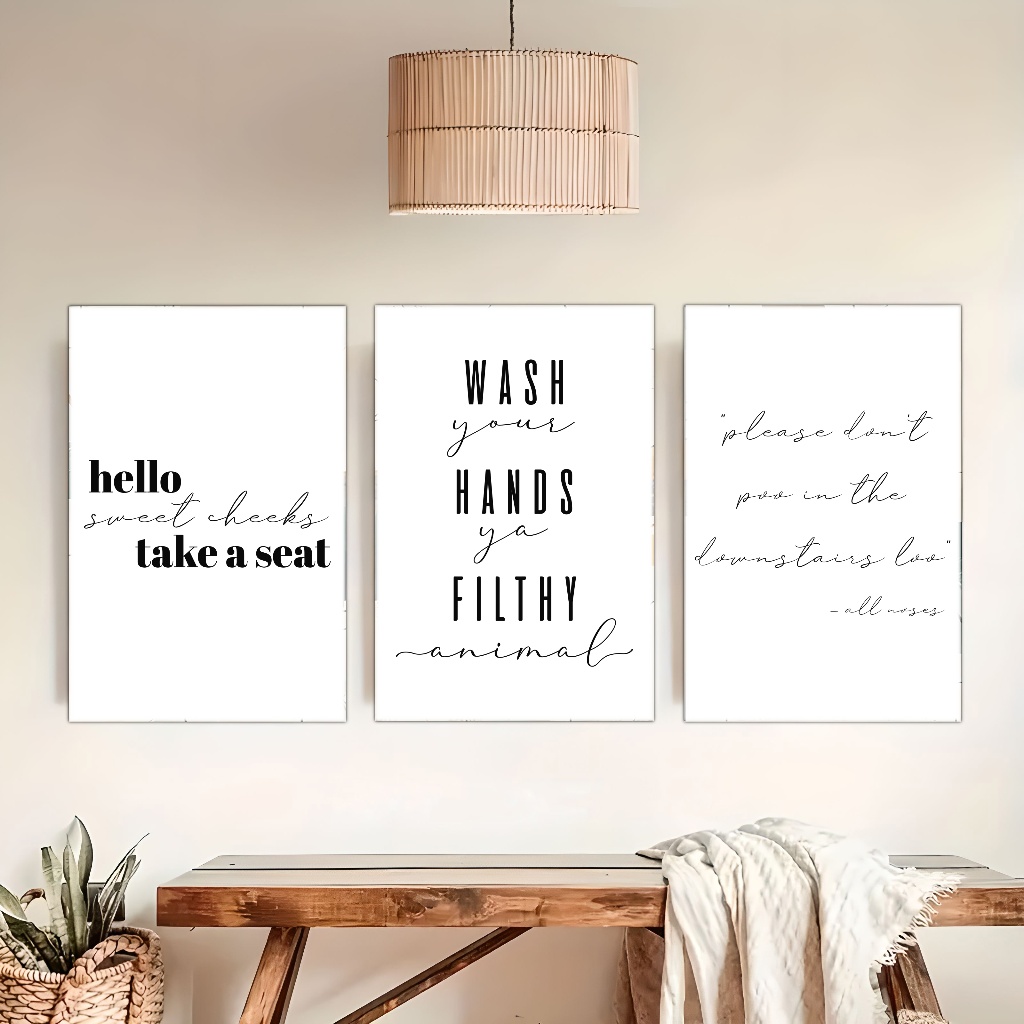 hello
sweet cheeks
take a seat
WASH
your
HANDS
ya
FILTHY
animal
"please don't
poo in the
downstairs loo"
- all noses